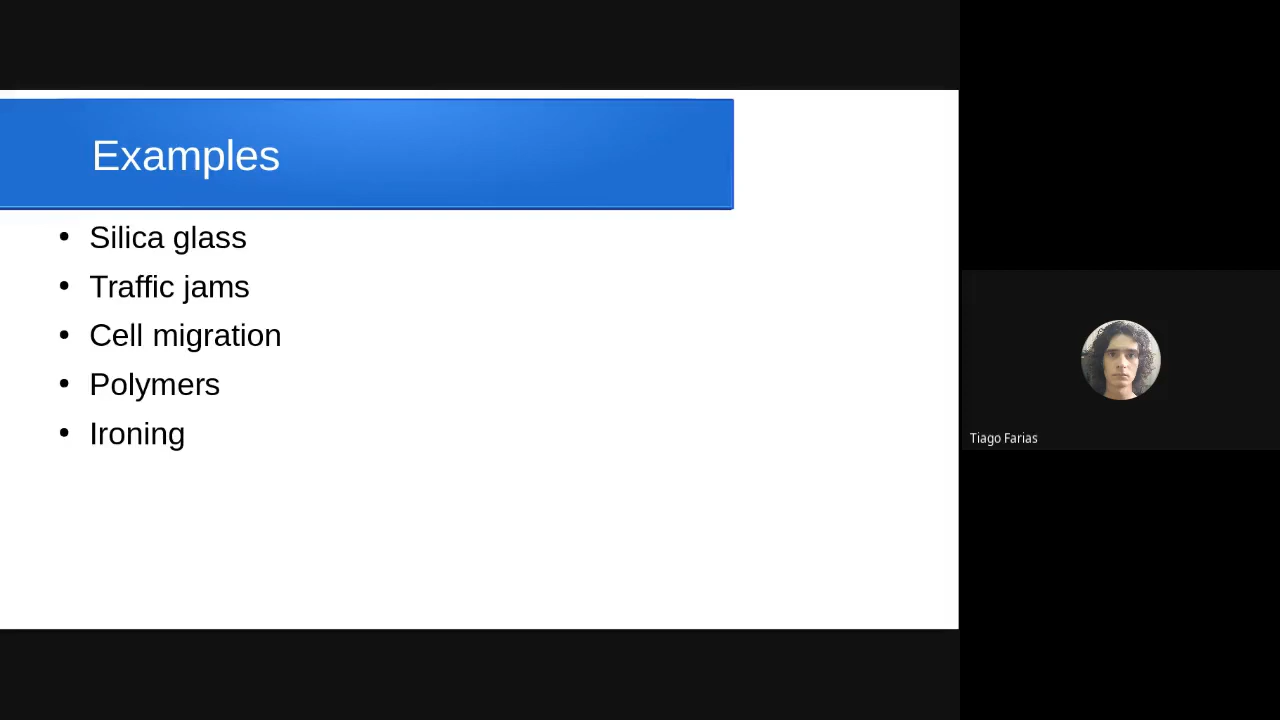 Examples
• Silica glass
• Traffic jams
• Cell migration
• Polymers
• Ironing
Tiago Farias